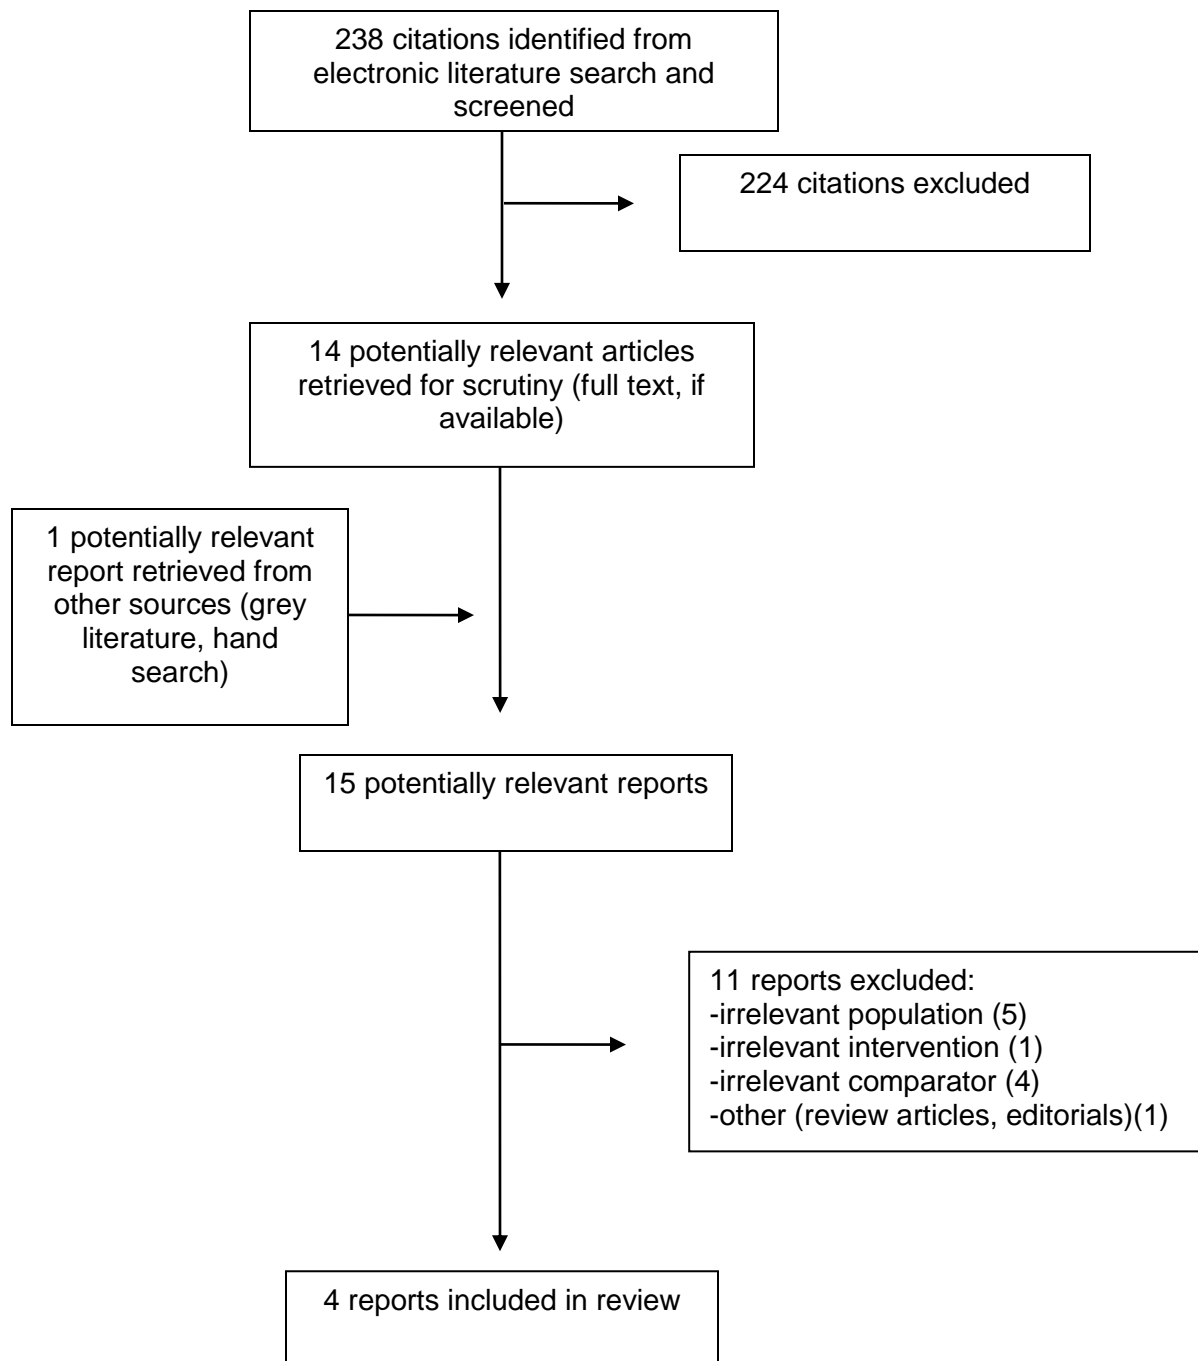 238 citations identified from
electronic literature search and
screened
224 citations excluded
14 potentially relevant articles
retrieved for scrutiny (full text, if
available)
1 potentially relevant
report retrieved from
other sources (grey
literature, hand
search)
15 potentially relevant reports
11 reports excluded:
-irrelevant population (5)
-irrelevant intervention (1)
-irrelevant comparator (4)
-other (review articles, editorials)(1)
4 reports included in review